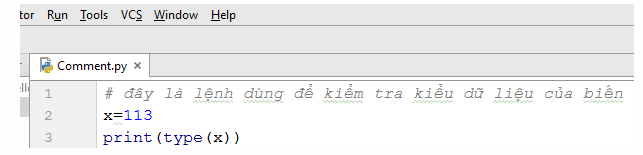 tor Run Tools VCS Window Help
Comment.py
ello
1 # đây là lệnh dùng để kiểm tra kiểu dữ liệu của biến
2 x=113
3 print(type(x))